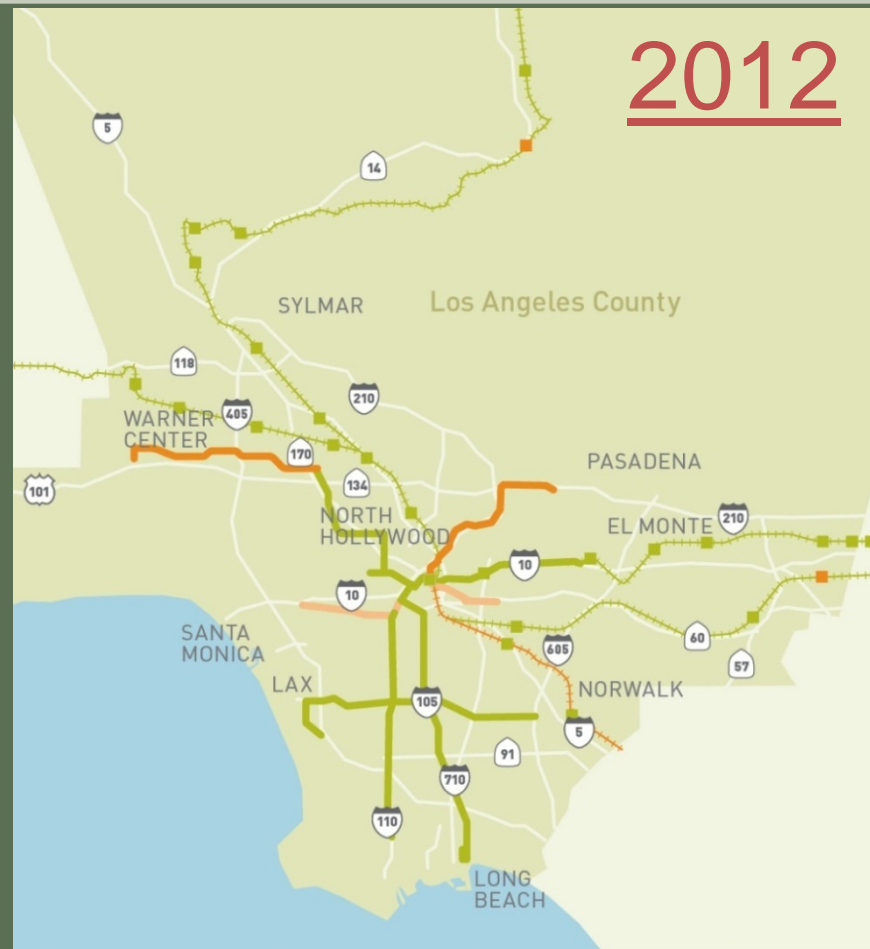 2012
5
14
SYLMAR
Los Angeles County
118
210
405
WARNER
CENTER
170
PASADENA
134
101
NORTH
HOLLYWOOD
EL MONTE
210
10
10
SANTA
MONICA
605
60
57
LAX
NORWALK
105
5
91
710
110
LONG
BEACH